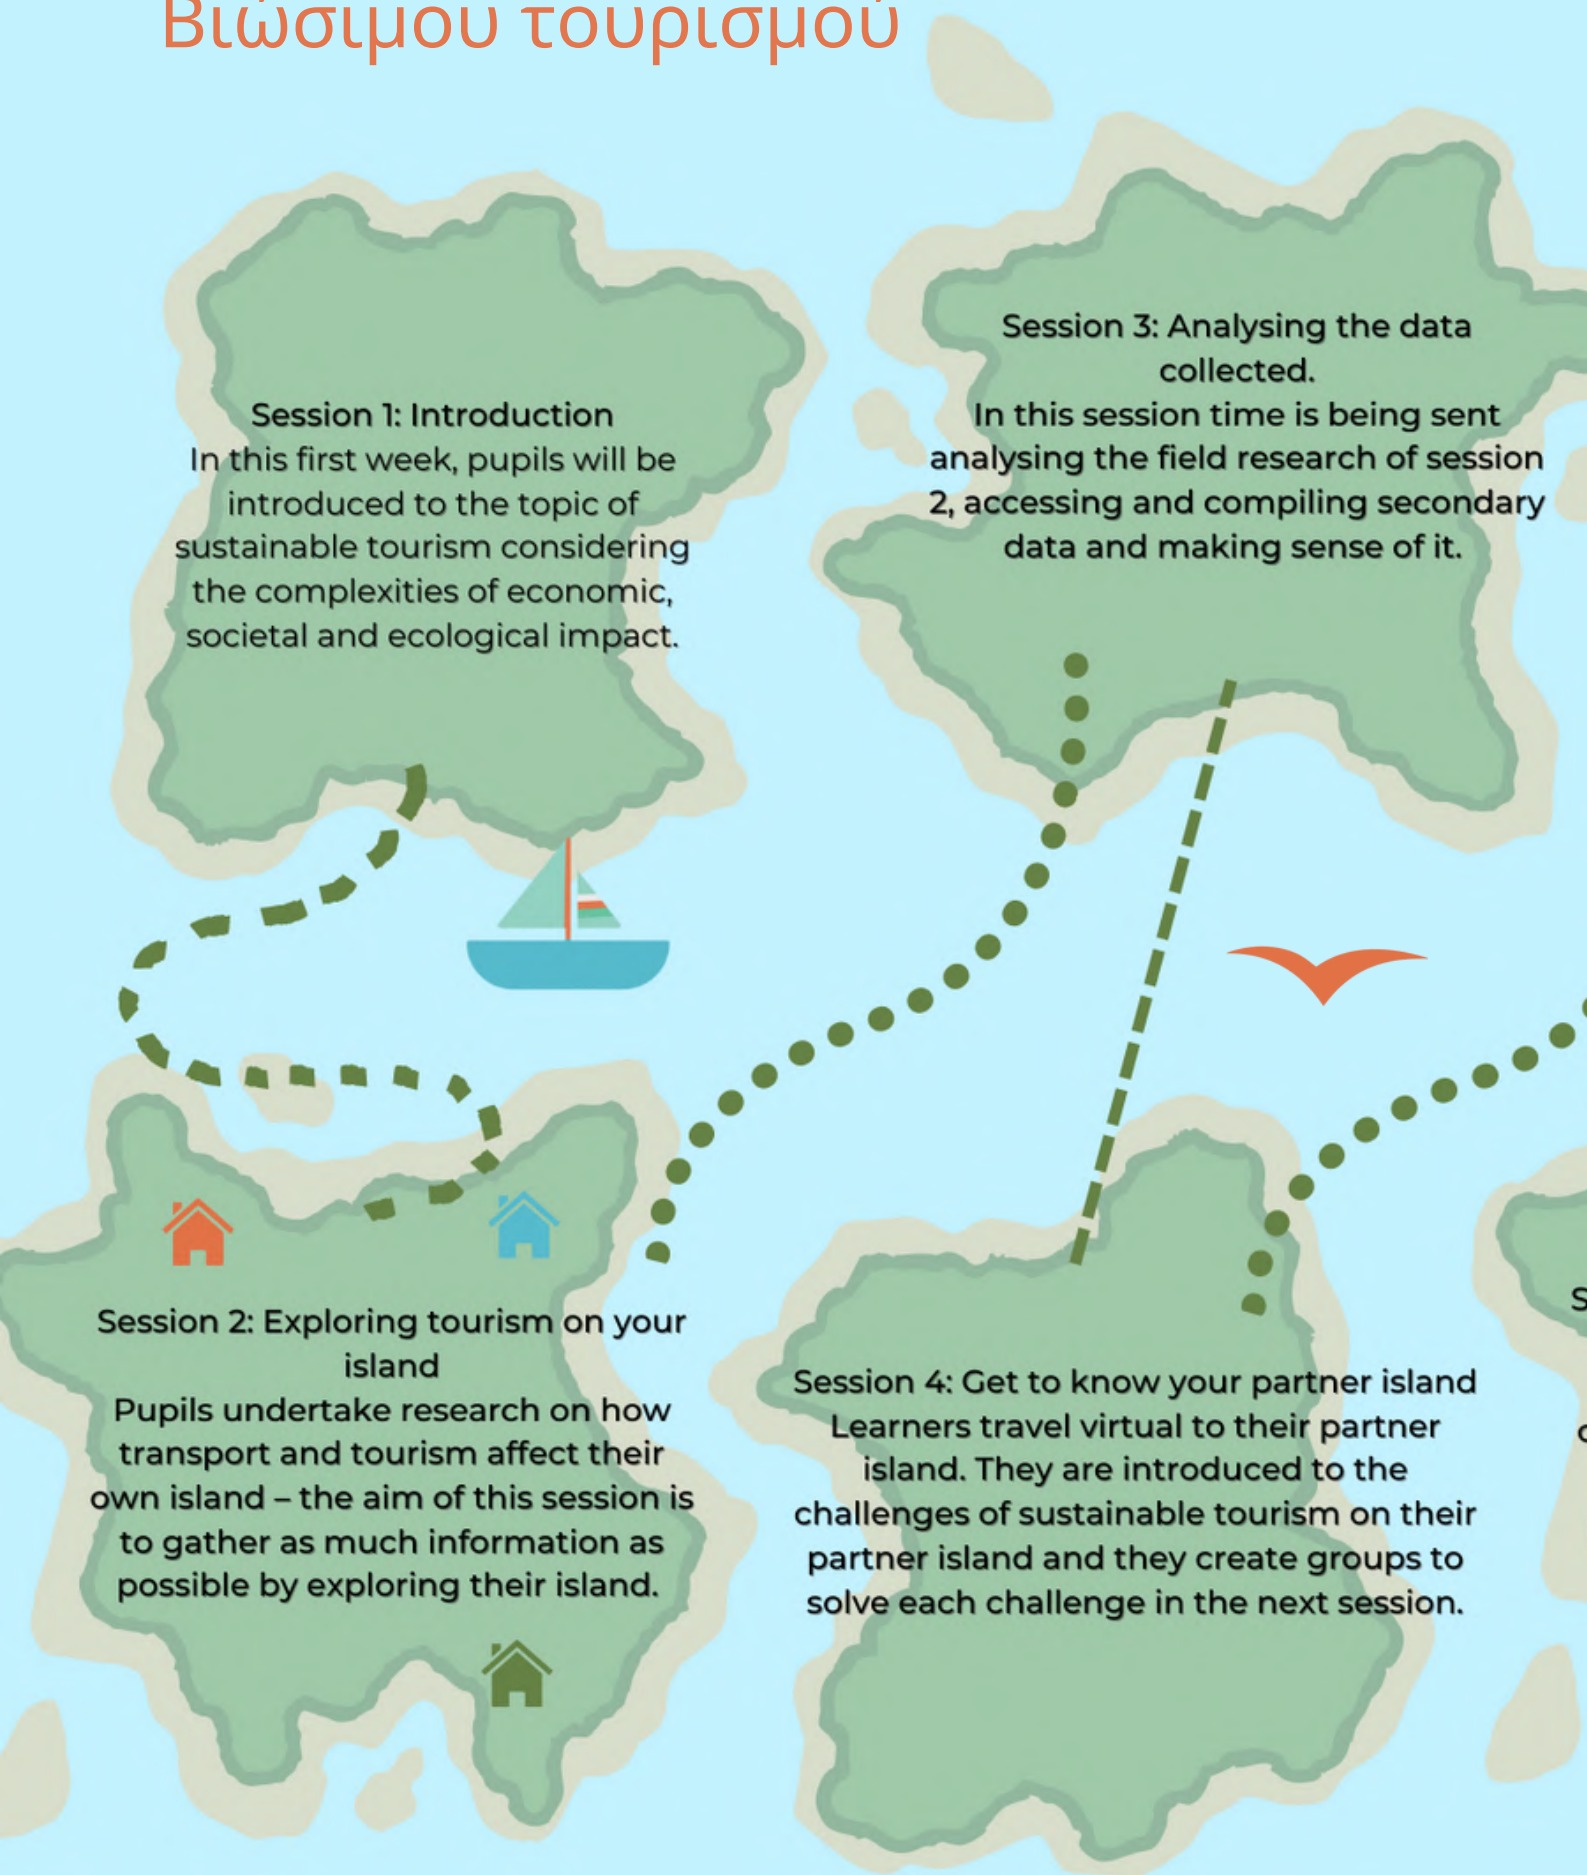 Βιώσιμου τουρισμού
Session 1: Introduction
In this first week, pupils will be
introduced to the topic of
sustainable tourism considering
the complexities of economic,
societal and ecological impact.
Session 2: Exploring tourism on your
island
Pupils undertake research on how
transport and tourism affect their
own island – the aim of this session is
to gather as much information as
possible by exploring their island.
Session 3: Analysing the data
collected.
In this session time is being sent
analysing the field research of session
2, accessing and compiling secondary
data and making sense of it.
Session 4: Get to know your partner island
Learners travel virtual to their partner
island. They are introduced to the
challenges of sustainable tourism on their
partner island and they create groups to
solve each challenge in the next session.